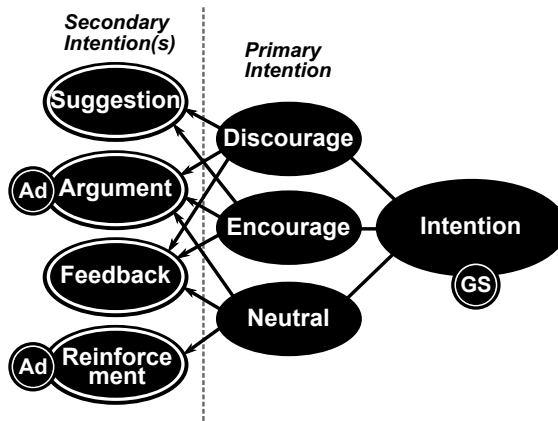 Secondary
Intention(s)
Primary
Intention
Suggestion
Discourage
Ad
Argument
Encourage
Intention
Feedback
GS
Neutral
Ad
Reinforce
ment